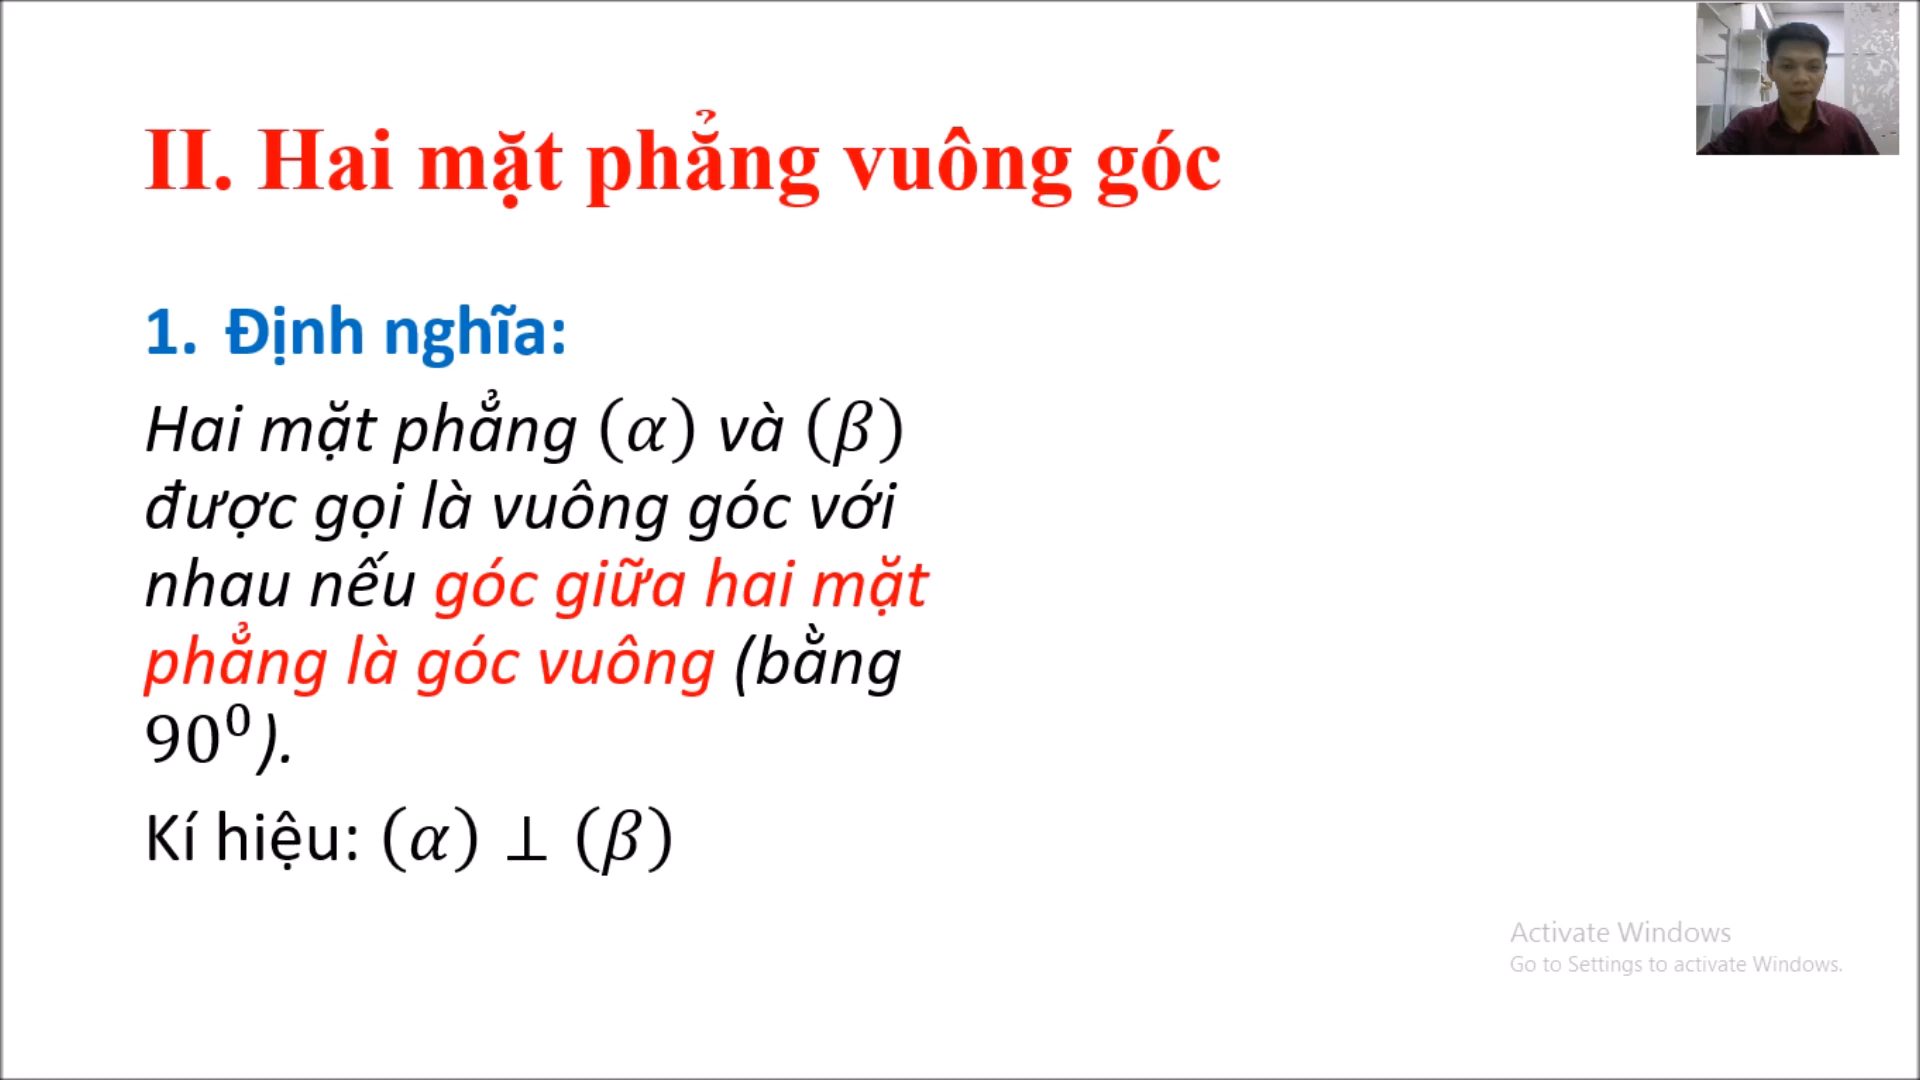 II. Hai mặt phẳng vuông góc
1. Định nghĩa:
Hai mặt phẳng (α) và (β)
được gọi là vuông góc với
nhau nếu góc giữa hai mặt
phẳng là góc vuông (bằng
90⁰).
Kí hiệu: (α) ⊥ (β)
Activate Windows
Go to Settings to activate Windows.